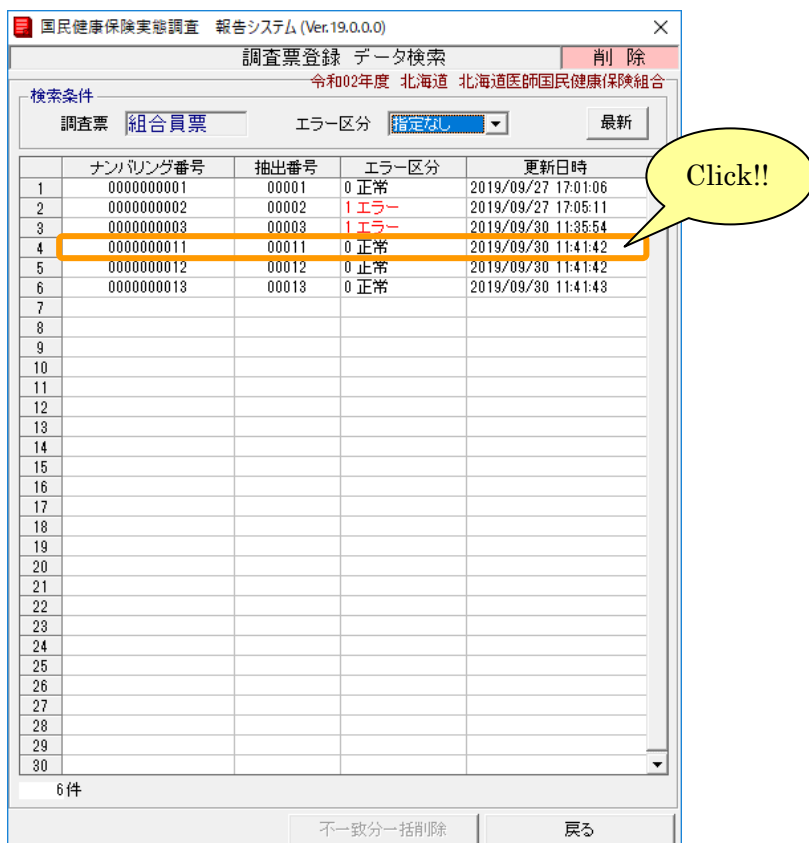 国民健康保険実態調査　報告システム (Ver.19.0.0.0)
調査票登録 データ検索 削 除
令和02年度 北海道 北海道医師国民健康保険組合
検索条件
調査票 組合員票 エラー区分 指定なし 最新
Click!!
ナンバリング番号 抽出番号 エラー区分 更新日時
1 0000000001 00001 0 正常 2019/09/27 17:01:06
2 0000000002 00002 1 エラー 2019/09/27 17:05:11
3 0000000003 00003 1 エラー 2019/09/30 11:35:54
4 0000000011 00011 0 正常 2019/09/30 11:41:42
5 0000000012 00012 0 正常 2019/09/30 11:41:42
6 0000000013 00013 0 正常 2019/09/30 11:41:43
7
8
9
10
11
12
13
14
15
16
17
18
19
20
21
22
23
24
25
26
27
28
29
30
6件
不一致分一括削除 戻る